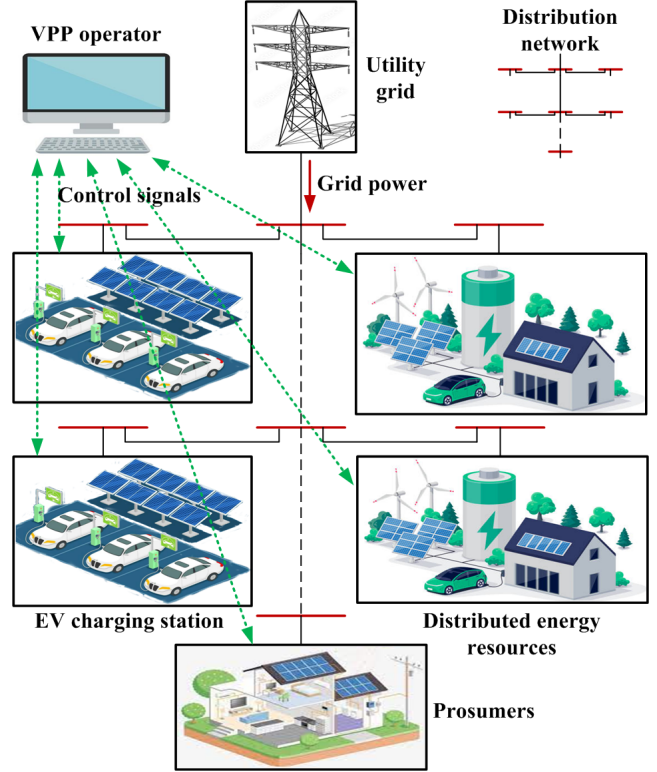 VPP operator
Utility
grid
Distribution
network
Control signals
Grid power
EV charging station
Distributed energy
resources
Prosumers